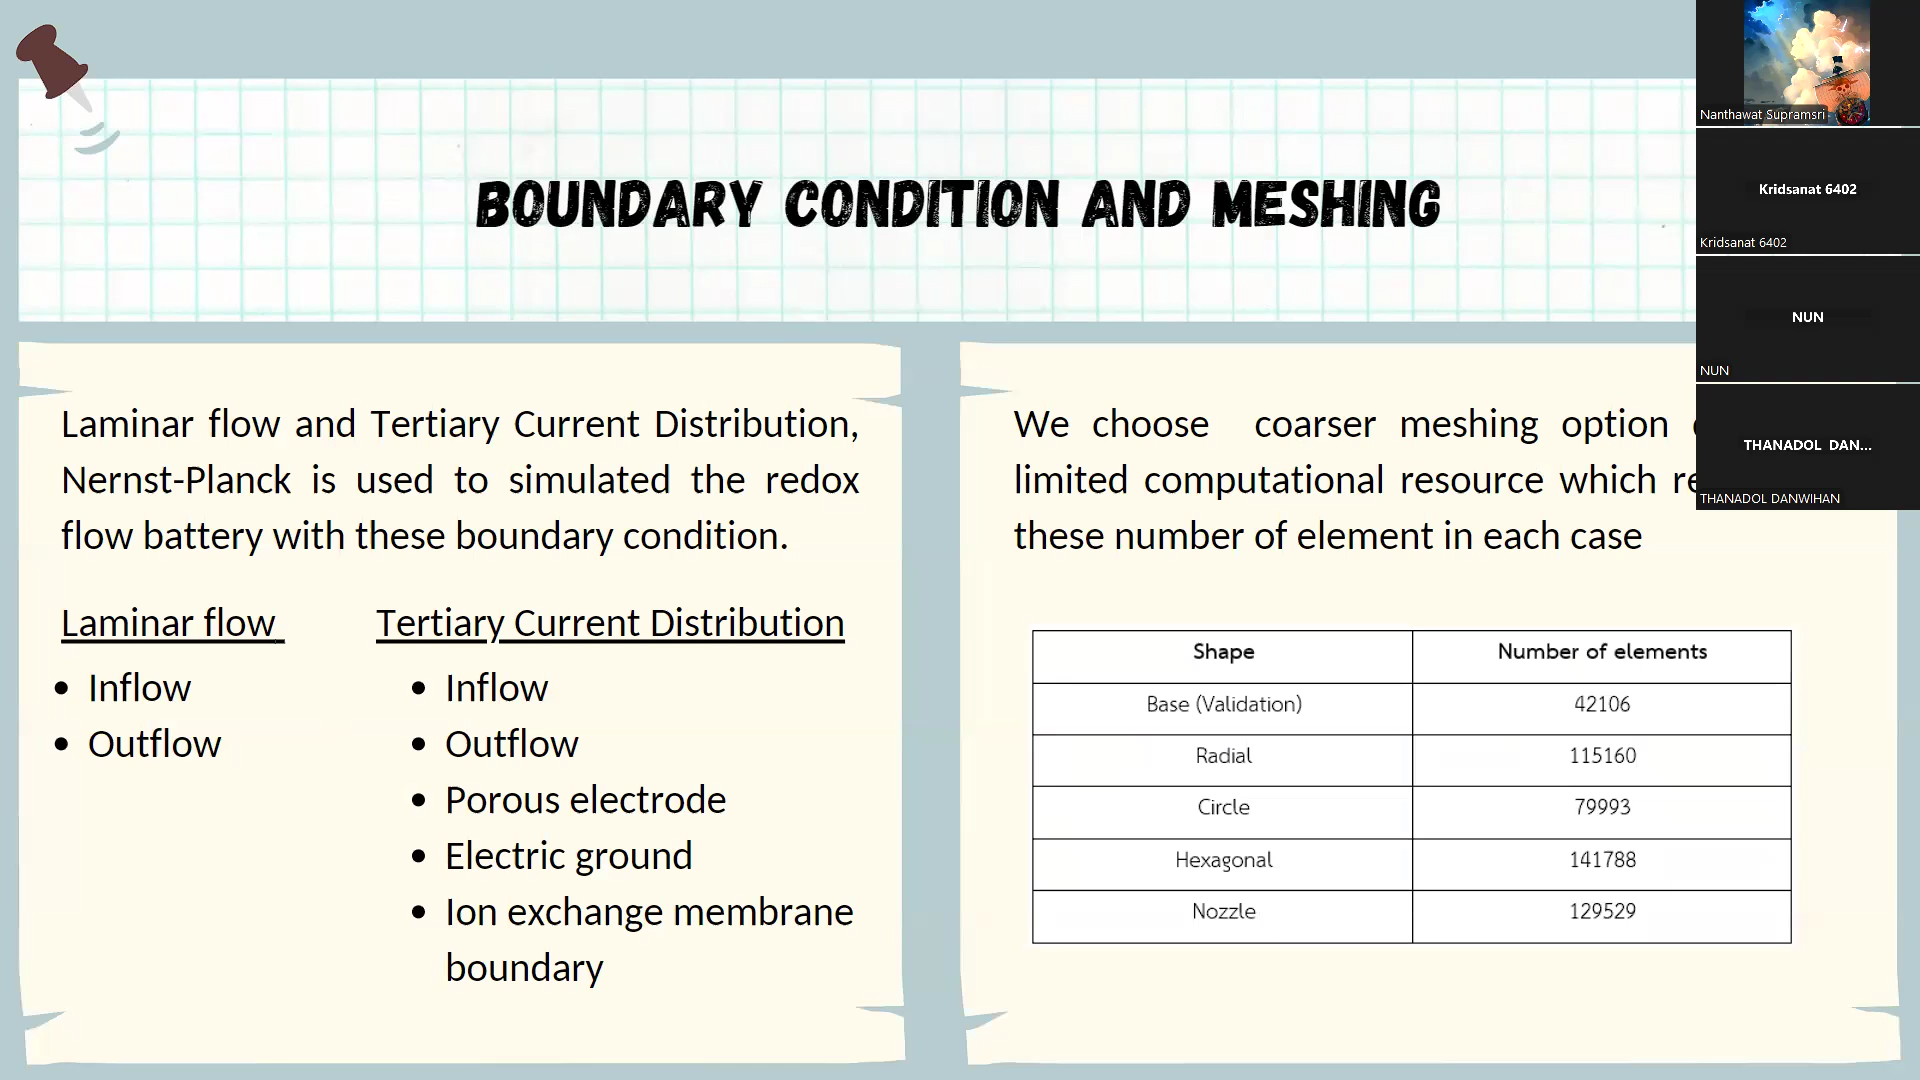 BOUNDARY CONDITION AND MESHING
Laminar flow and Tertiary Current Distribution,
Nernst-Planck is used to simulated the redox
flow battery with these boundary condition.
Laminar flow
Inflow
Outflow
Tertiary Current Distribution
Inflow
Outflow
Porous electrode
Electric ground
Ion exchange membrane
boundary
We choose coarser meshing option
limited computational resource which
these number of element in each case
Shape Number of elements
Base (Validation) 42106
Radial 115160
Circle 79993
Hexagonal 141788
Nozzle 129529
Nanthawat Supramsri
Kridsanat 6402
Kridsanat 6402
NUN
NUN
THANADOL DAN...
THANADOL DANWIHAN